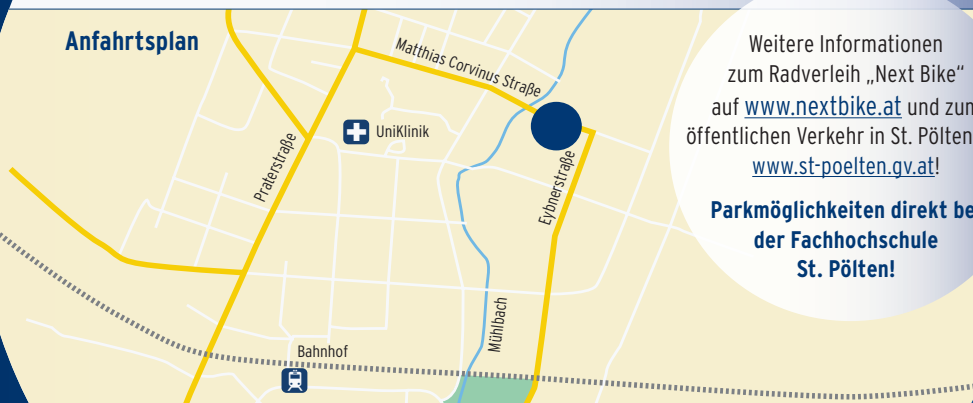 Anfahrtsplan
Matthias Corvinus Straße
UniKlinik
Praterstraße
Eybnerstraße
Mühlbach
Bahnhof
Weitere Informationen
zum Radverleih „Next Bike“
auf www.nextbike.at und zum
öffentlichen Verkehr in St. Pölten
www.st-poelten.gv.at!
Parkmöglichkeiten direkt be
der Fachhochschule
St. Pölten!